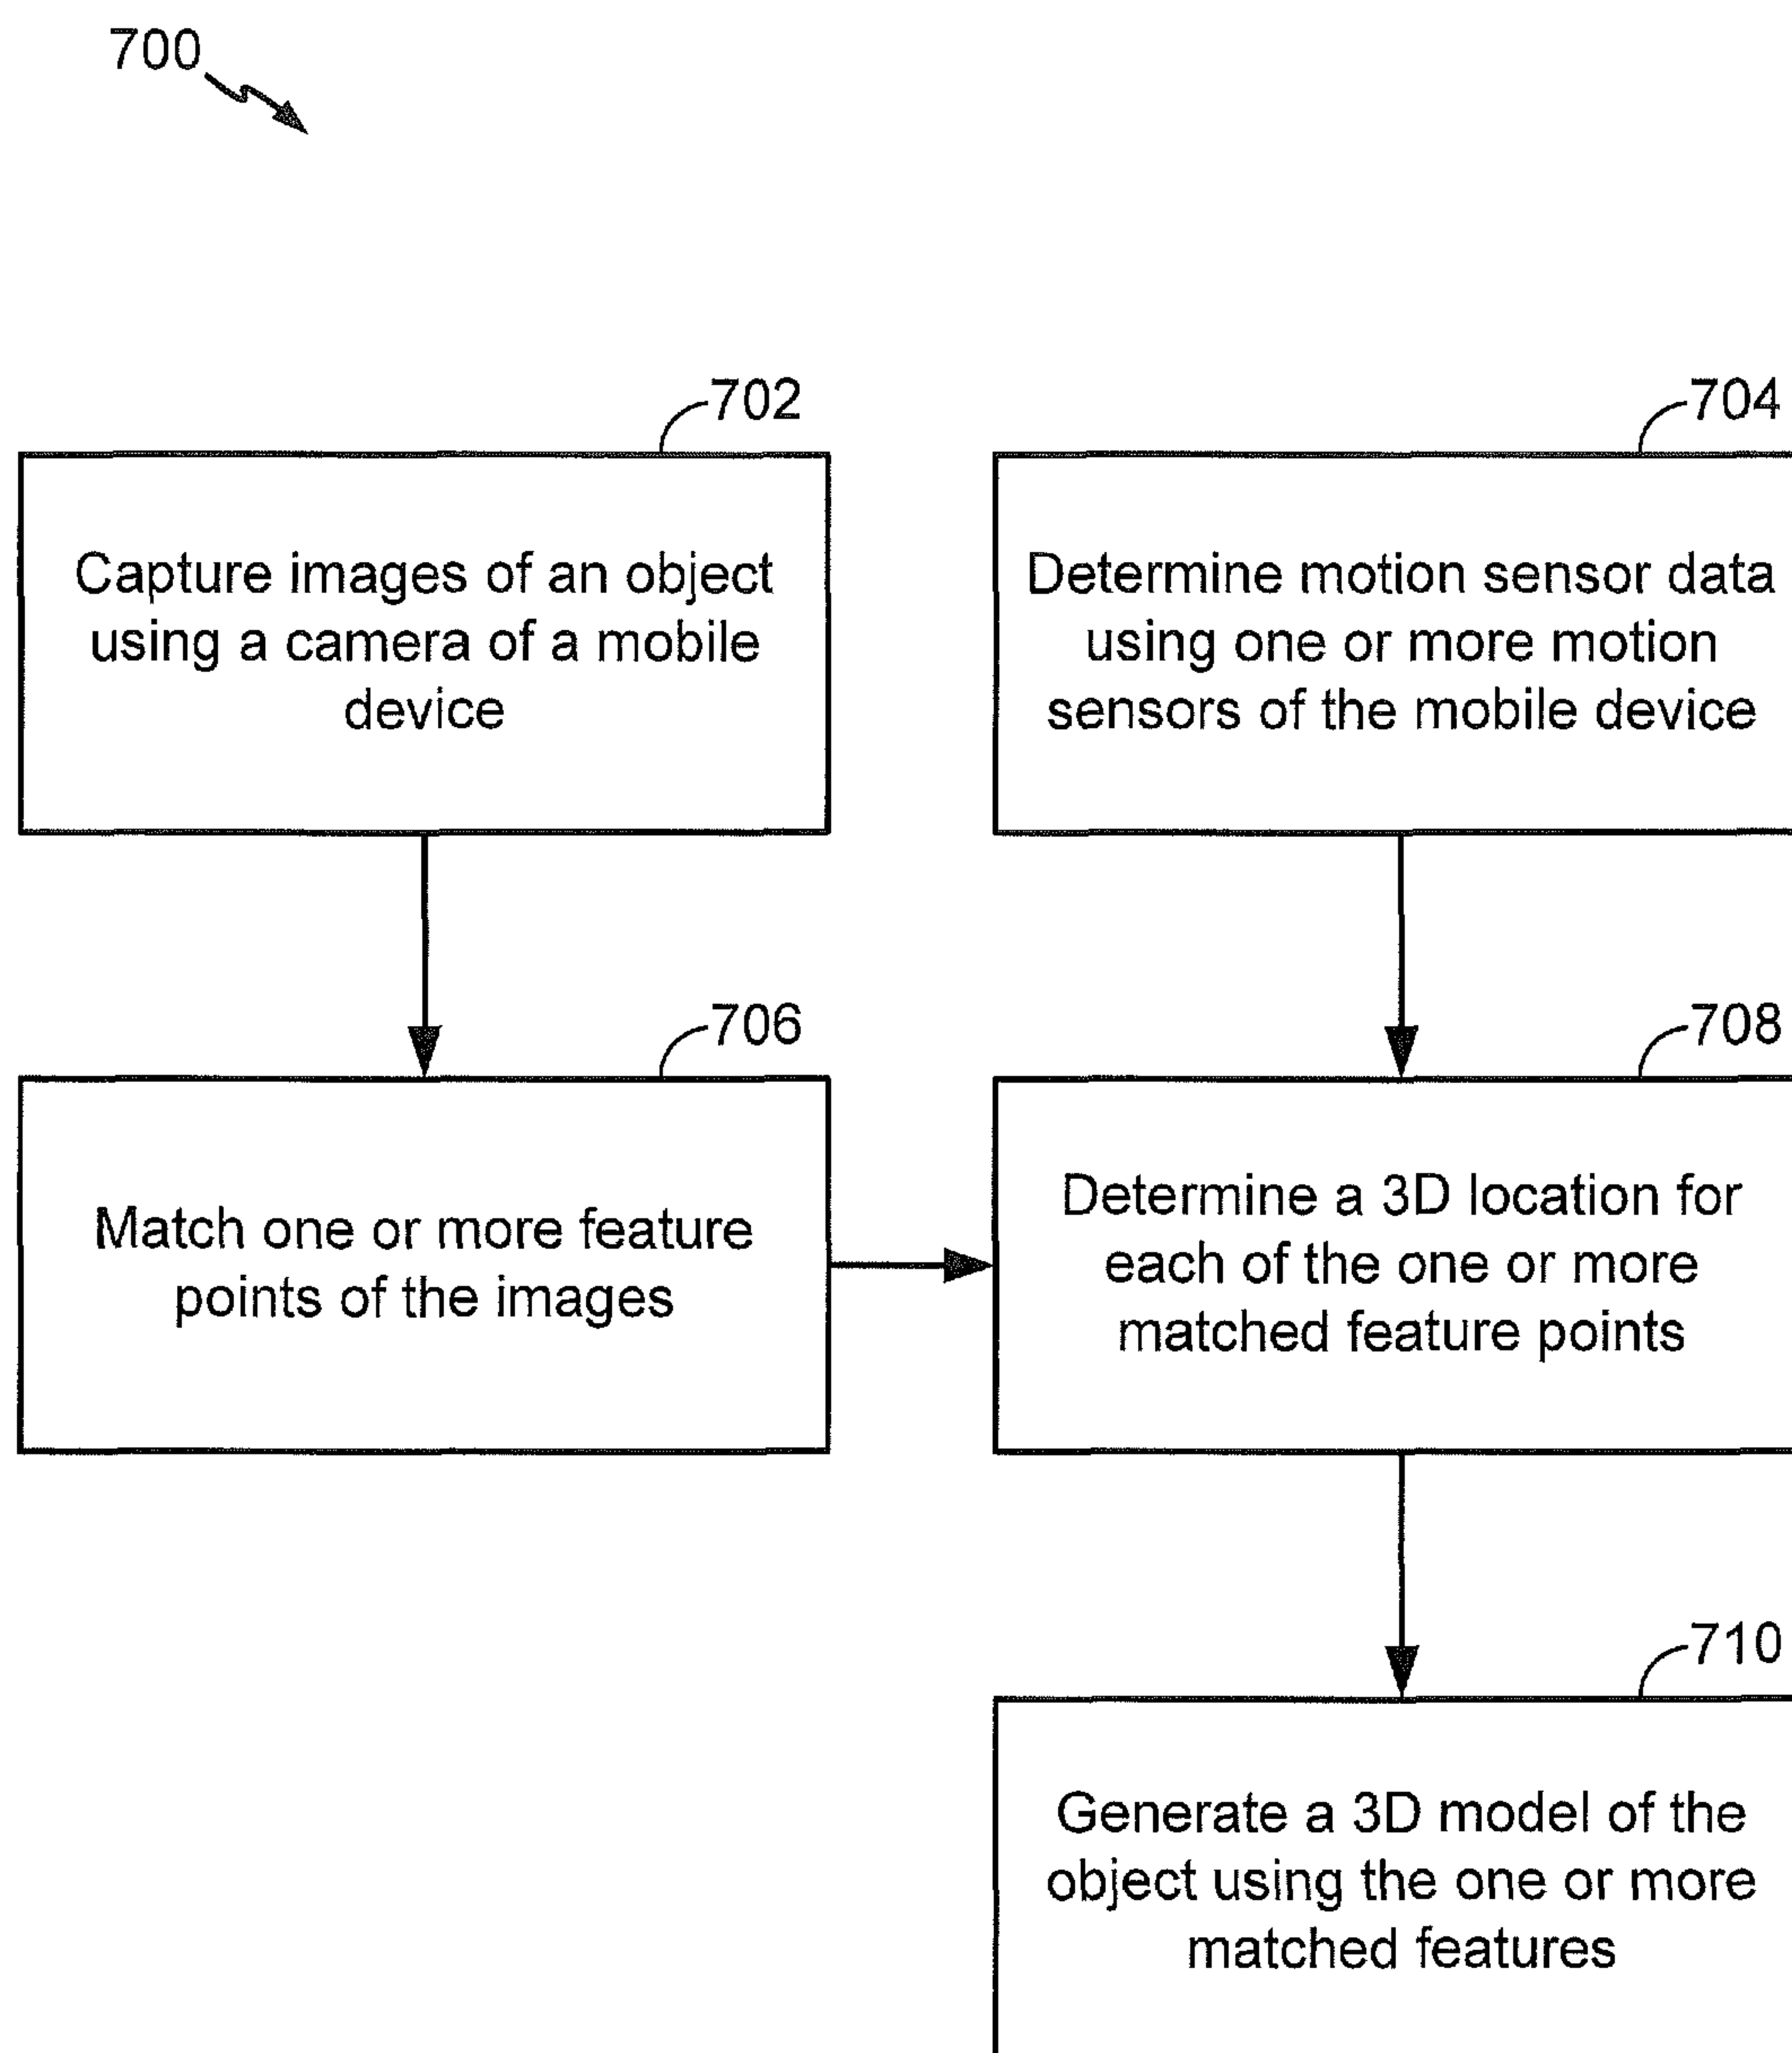 700
702
Capture images of an object
using a camera of a mobile
device
704
Determine motion sensor data
using one or more motion
sensors of the mobile device
706
Match one or more feature
points of the images
708
Determine a 3D location for
each of the one or more
matched feature points
710
Generate a 3D model of the
object using the one or more
matched features